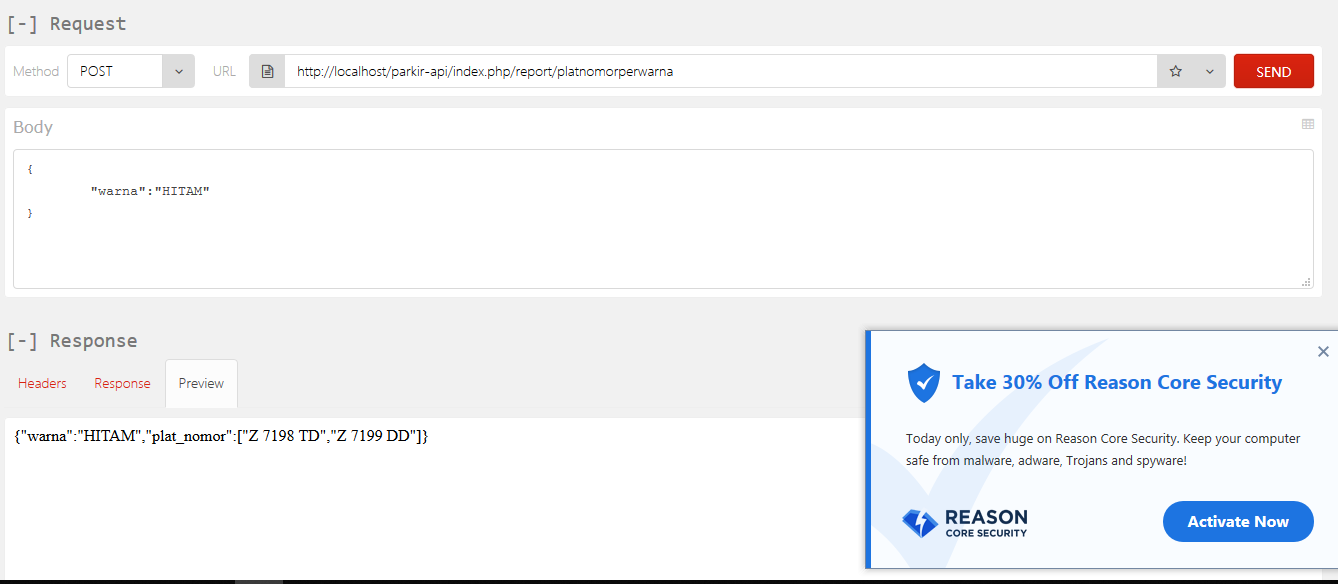 [-] Request
Method POST URL http://localhost/parkir-api/index.php/report/platnomorperwarna SEND
Body
{
"warna":"HITAM"
}
[-] Response
Headers Response Preview
{"warna":"HITAM","plat_nomor":["Z 7198 TD","Z 7199 DD"]}
Take 30% Off Reason Core Security
Today only, save huge on Reason Core Security. Keep your computer
safe from malware, adware, Trojans and spyware!
REASON
CORE SECURITY
Activate Now